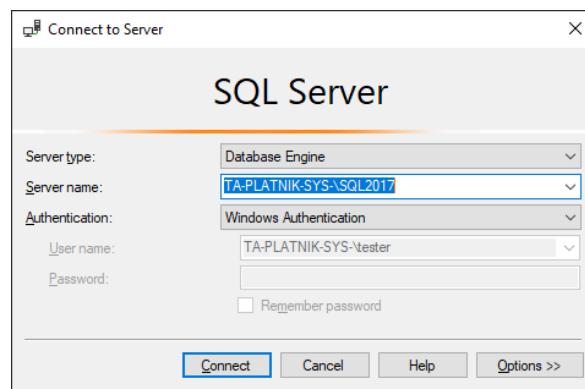 Connect to Server
SQL Server
Server type: Database Engine
Server name: TA-PLATNIK-SYS-\SQL2017
Authentication: Windows Authentication
User name: TA-PLATNIK-SYS-\tester
Password:
Remember password
Connect Cancel Help Options >>